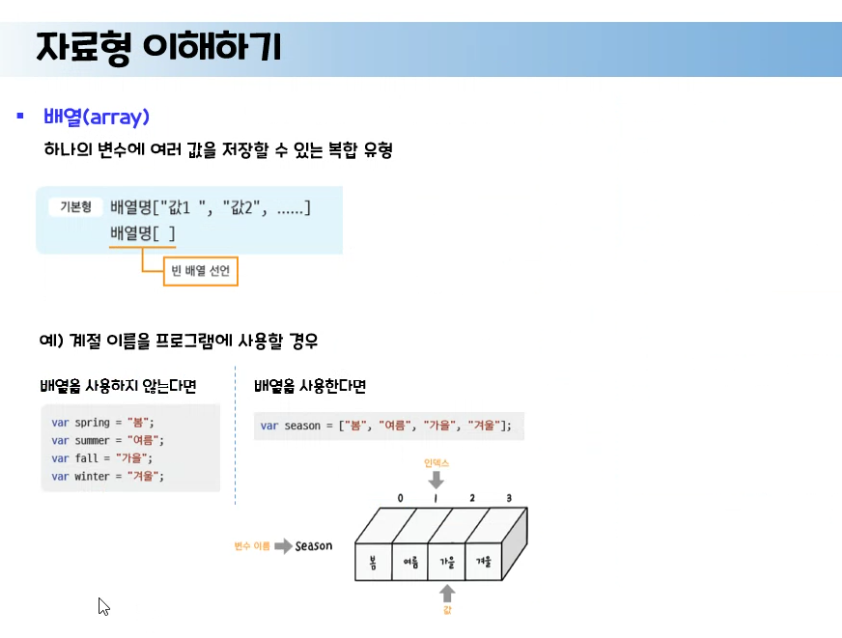 자료형 이해하기
배열(array)
하나의 변수에 여러 값을 저장할 수 있는 복합 유형
기본형 배열명["값1 ", "값2", ......]
배열명[ ]
빈 배열 선언
예) 계절 이름을 프로그램에 사용할 경우
배열을 사용하지 않는다면
var spring = "봄";
var summer = "여름";
var fall = "가을";
var winter = "겨울";
배열을 사용한다면
var season = ["봄", "여름", "가을", "겨울"];
인덱스
0 1 2 3
변수 이름 Season
봄 여름 가을 겨울
값